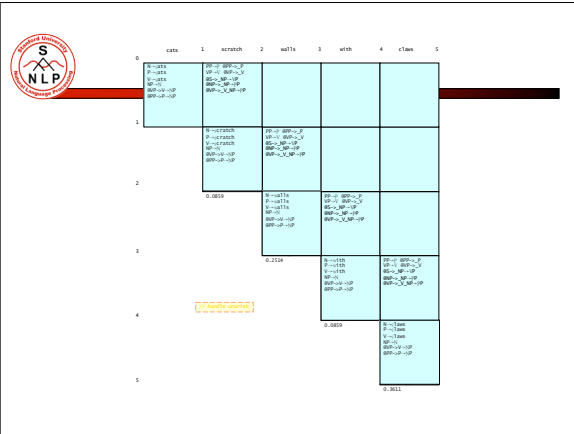 cats 1 scratch 2 walls 3 with 4 claws 5
0
Stanford University
S
NLP
Natural Language Processing
N→cats
P→cats
V→cats
NP→N
@VP->V→NP
@PP->P→NP
PP→P @PP->_P
VP→V @VP->_V
@S->_NP→VP
@NP->_NP→PP
@VP->_V_NP→PP
1
N→scratch
P→scratch
V→scratch
NP→N
@VP->V→NP
@PP->P→NP
0.0859
PP→P @PP->_P
VP→V @VP->_V
@S->_NP→VP
@NP->_NP→PP
@VP->_V_NP→PP
2
N→walls
P→walls
V→walls
NP→N
@VP->V→NP
@PP->P→NP
0.2514
PP→P @PP->_P
VP→V @VP->_V
@S->_NP→VP
@NP->_NP→PP
@VP->_V_NP→PP
3
N→with
P→with
V→with
NP→N
@VP->V→NP
@PP->P→NP
0.0859
PP→P @PP->_P
VP→V @VP->_V
@S->_NP→VP
@NP->_NP→PP
@VP->_V_NP→PP
// handle unaries
4
N→claws
P→claws
V→claws
NP→N
@VP->V→NP
@PP->P→NP
0.3611
5